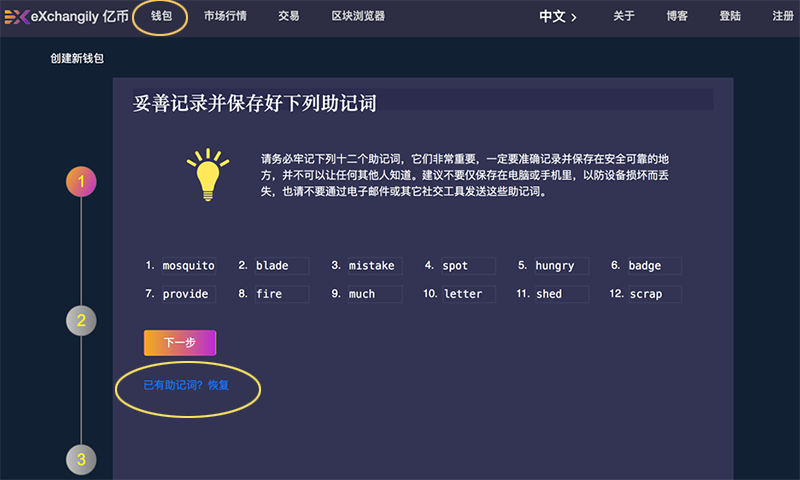 eXchangily 亿币 钱包 市场行情 交易 区块浏览器 中文 关于 博客 登陆 注册
创建新钱包
妥善记录并保存好下列助记词
请务必牢记下列十二个助记词，它们非常重要，一定要准确记录并保存在安全可靠的地
方，并不可以让任何其他人知道。建议不要仅保存在电脑或手机里，以防设备损坏而丢
失，也请不要通过电子邮件或其它社交工具发送这些助记词。
1
1. mosquito 2. blade 3. mistake 4. spot 5. hungry 6. badge
7. provide 8. fire 9. much 10. letter 11. shed 12. scrap
2
下一步
已有助记词？恢复
3